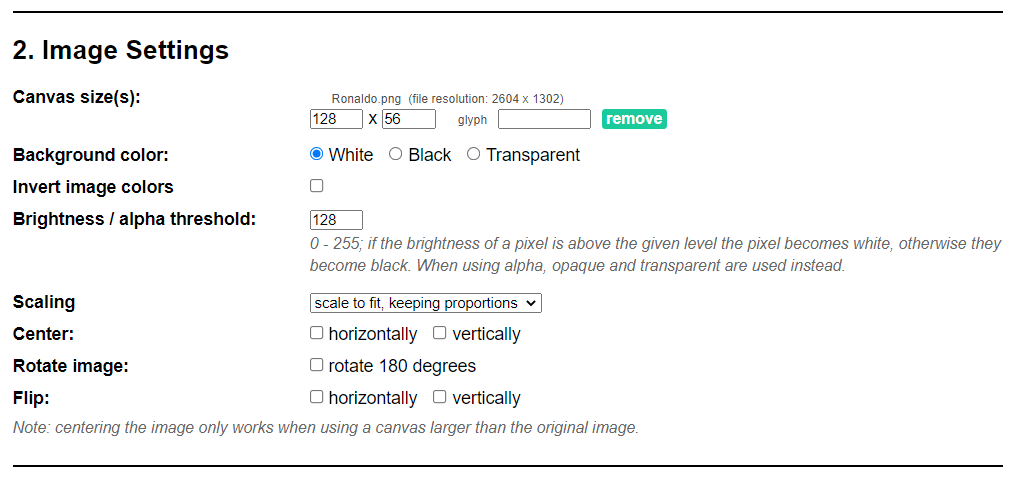 2. Image Settings
Canvas size(s):
Ronaldo.png (file resolution: 2604 x 1302)
128 x 56 glyph remove
Background color: White Black Transparent
Invert image colors
Brightness / alpha threshold: 128
0 - 255; if the brightness of a pixel is above the given level the pixel becomes white, otherwise they
become black. When using alpha, opaque and transparent are used instead.
Scaling scale to fit, keeping proportions
Center: horizontally vertically
Rotate image: rotate 180 degrees
Flip: horizontally vertically
Note: centering the image only works when using a canvas larger than the original image.